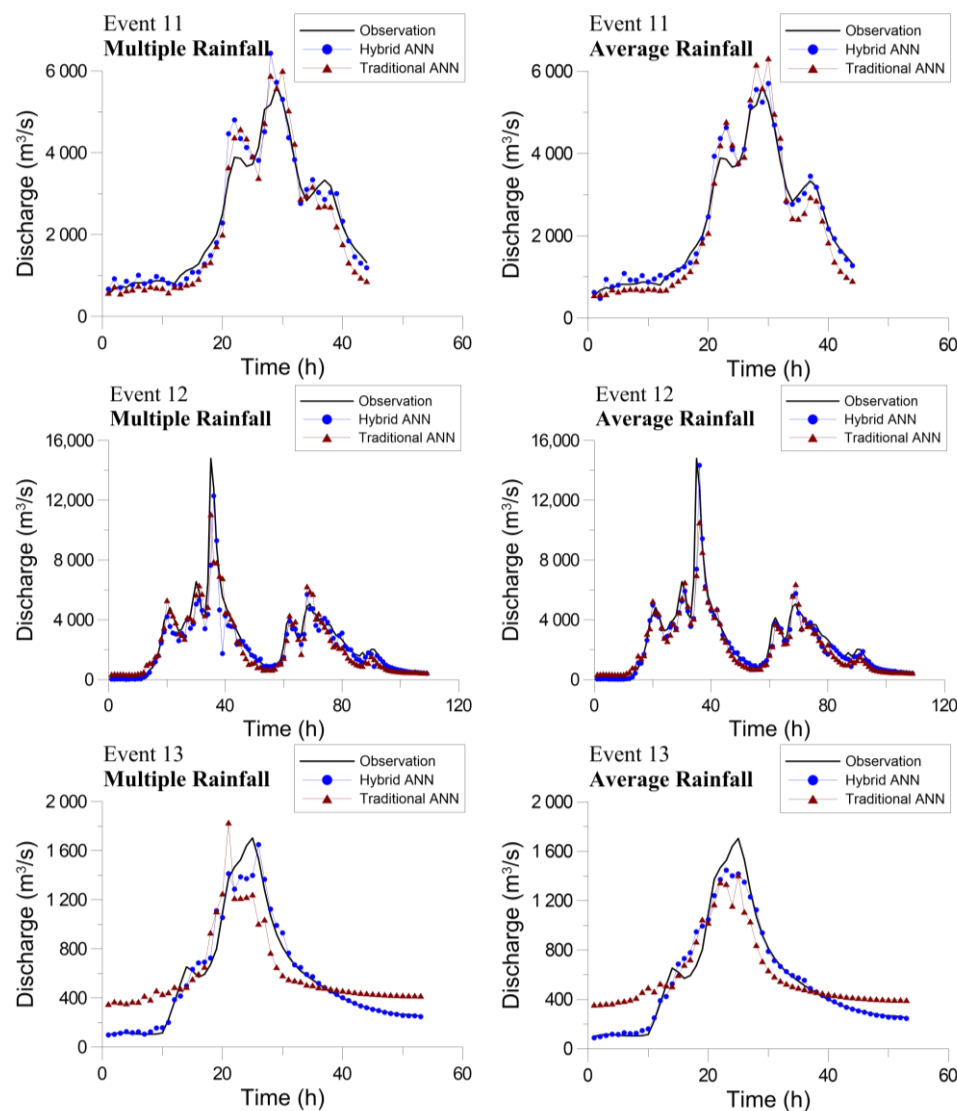 Event 11
Multiple Rainfall
Observation
Hybrid ANN
Traditional ANN
6 000
4 000
2 000
0
Discharge (m³/s)
0 20 40 60
Time (h)
Event 11
Average Rainfall
Observation
Hybrid ANN
Traditional ANN
6 000
4 000
2 000
0
Discharge (m³/s)
0 20 40 60
Time (h)
Event 12
Multiple Rainfall
Observation
Hybrid ANN
Traditional ANN
16,000
12,000
8 000
4 000
0
Discharge (m³/s)
0 40 80 120
Time (h)
Event 12
Average Rainfall
Observation
Hybrid ANN
Traditional ANN
16,000
12,000
8 000
4 000
0
Discharge (m³/s)
0 40 80 120
Time (h)
Event 13
Multiple Rainfall
Observation
Hybrid ANN
Traditional ANN
2 000
1 600
1200
800
400
0
Discharge (m³/s)
0 20 40 60
Time (h)
Event 13
Average Rainfall
Observation
Hybrid ANN
Traditional ANN
2 000
1 600
1200
800
400
0
Discharge (m³/s)
0 20 40 60
Time (h)